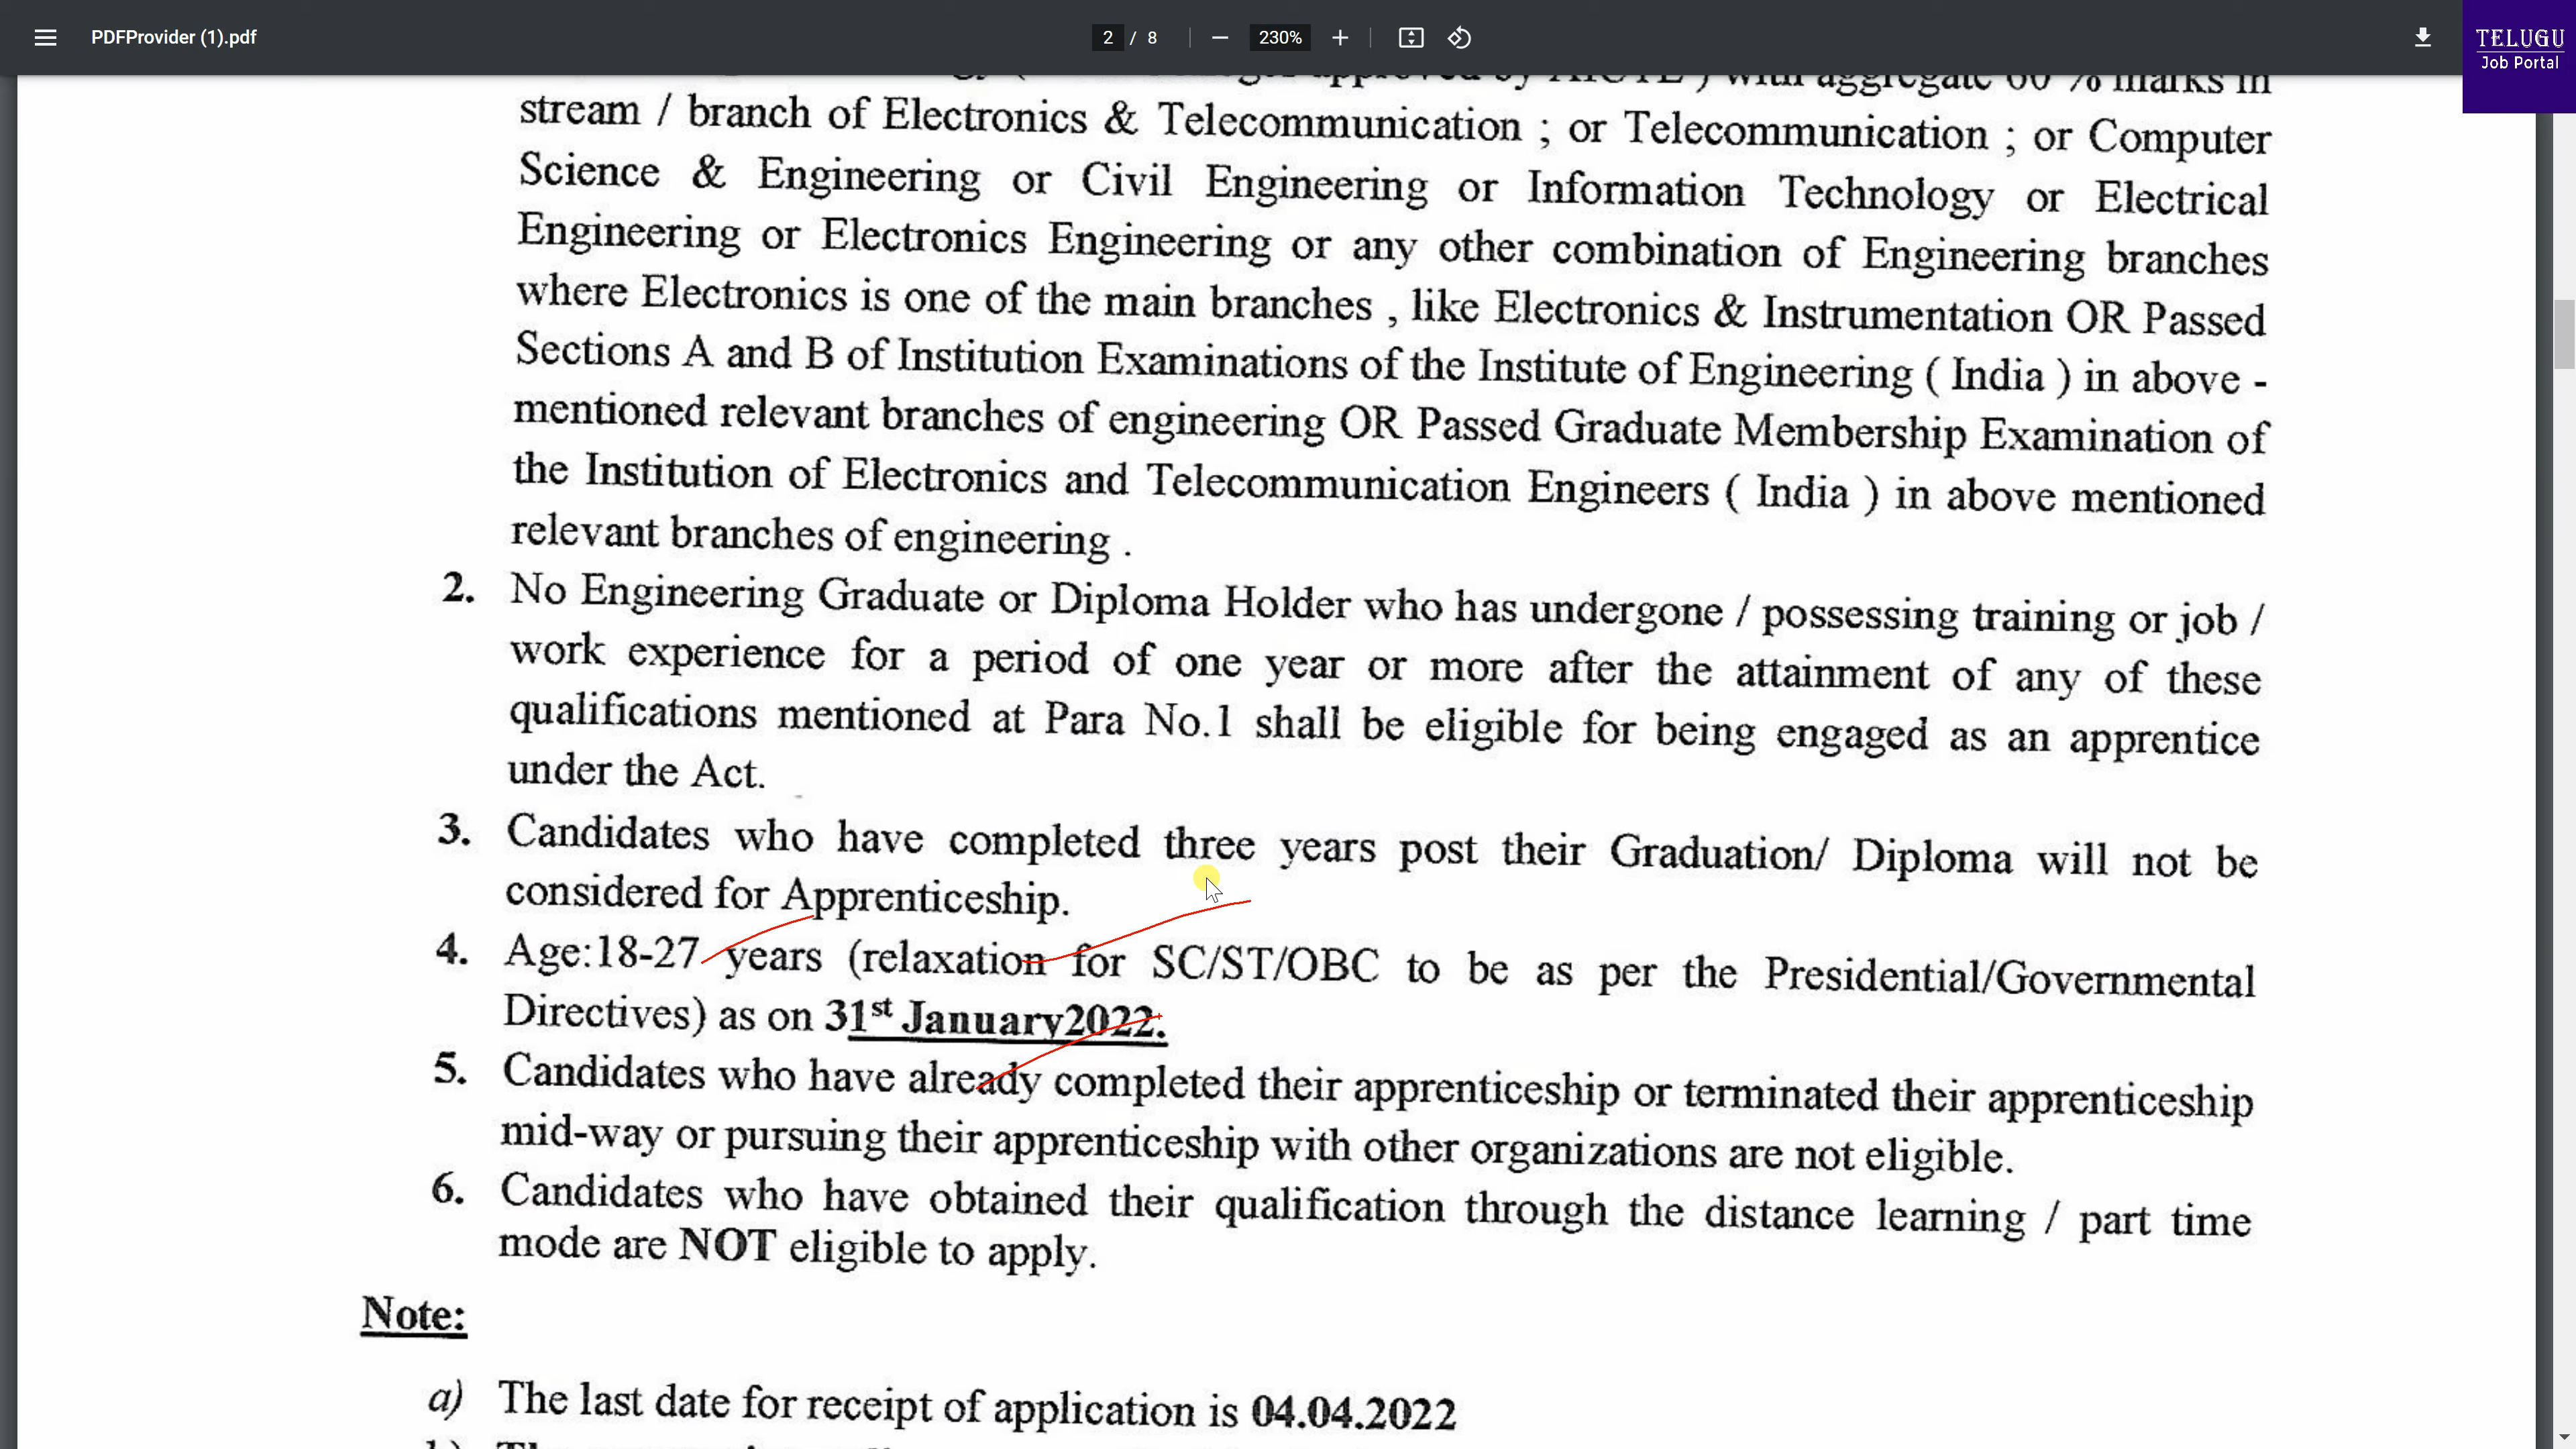 PDFProvider (1).pdf
2 / 8
230%
TELUGU
Job Portal
approved by AICTE ) with aggregate 60 % marks in
stream / branch of Electronics & Telecommunication ; or Telecommunication ; or Computer
Science & Engineering or Civil Engineering or Information Technology or Electrical
Engineering or Electronics Engineering or any other combination of Engineering branches
where Electronics is one of the main branches , like Electronics & Instrumentation OR Passed
Sections A and B of Institution Examinations of the Institute of Engineering ( India ) in above -
mentioned relevant branches of engineering OR Passed Graduate Membership Examination of
the Institution of Electronics and Telecommunication Engineers ( India ) in above mentioned
relevant branches of engineering .
2. No Engineering Graduate or Diploma Holder who has undergone / possessing training or job /
work experience for a period of one year or more after the attainment of any of these
qualifications mentioned at Para No.1 shall be eligible for being engaged as an apprentice
under the Act.
3. Candidates who have completed three years post their Graduation/ Diploma will not be
considered for Apprenticeship.
4. Age:18-27 years (relaxation for SC/ST/OBC to be as per the Presidential/Governmental
Directives) as on 31st January2022.
5. Candidates who have already completed their apprenticeship or terminated their apprenticeship
mid-way or pursuing their apprenticeship with other organizations are not eligible.
6. Candidates who have obtained their qualification through the distance learning / part time
mode are NOT eligible to apply.
Note:
a) The last date for receipt of application is 04.04.2022